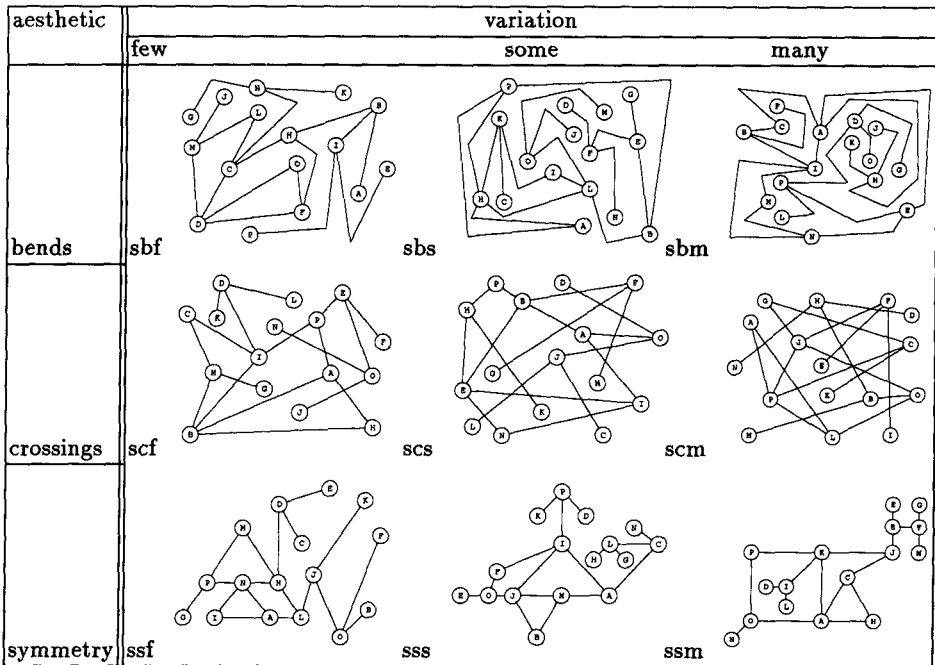 aesthetic variation
few some many
P
N J K G L B M H I C O E A D F P
P G D M K J E F O I H C L A N B
F D J A B C K O G I H P M L E N
bends sbf sbs sbm
D L E C K N P F I M A G O J B H
P D F H B A O J G E M I L K N C
G H F A D J C N E P K B O M L I
crossings scf scs scm
E D K M F C P N H J G I A L B O
P K D N I L C H G F E O J M A B
E G B F P K J M C D I L O A H N
symmetry ssf sss ssm